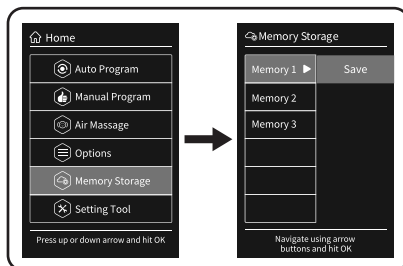 Home
Auto Program
Manual Program
Air Massage
Options
Memory Storage
Setting Tool
Press up or down arrow and hit OK
Memory Storage
Memory 1
Save
Memory 2
Memory 3
Navigate using arrow
buttons and hit OK